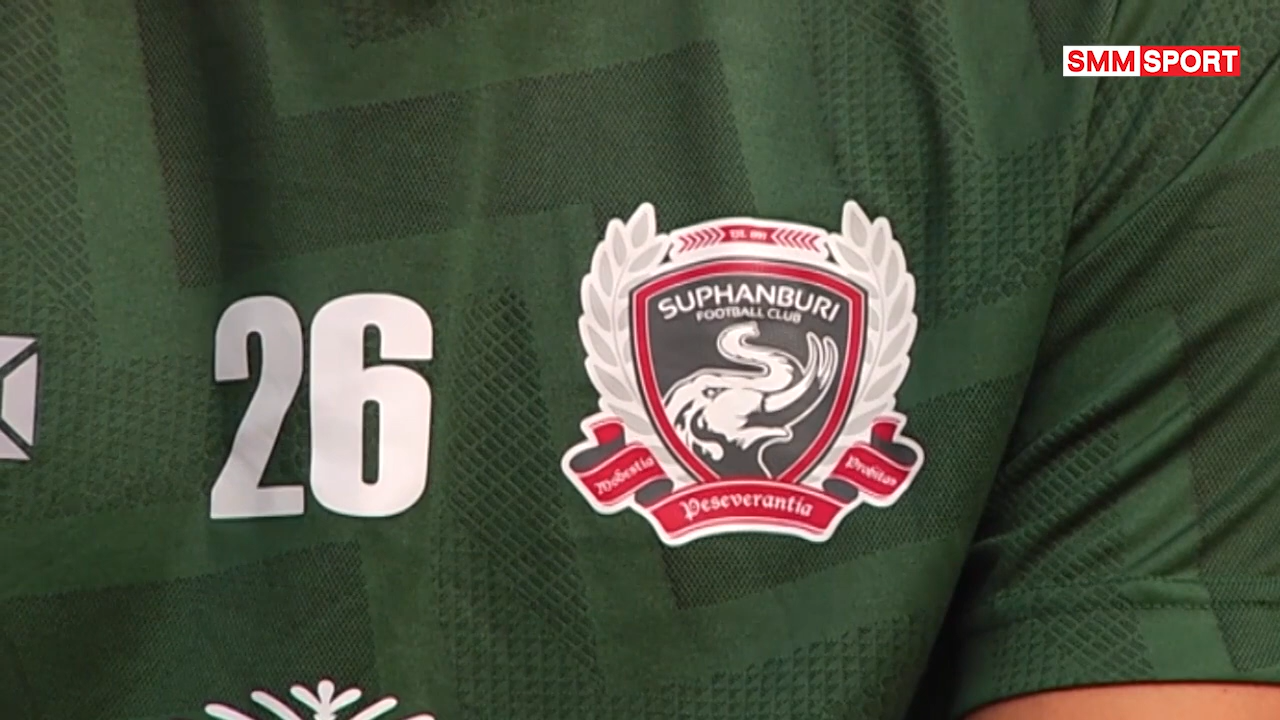 SMMSPORT
26
SUPHANBURI
FOOTBALL CLUB
Modestia
Peseverantia
Probitas